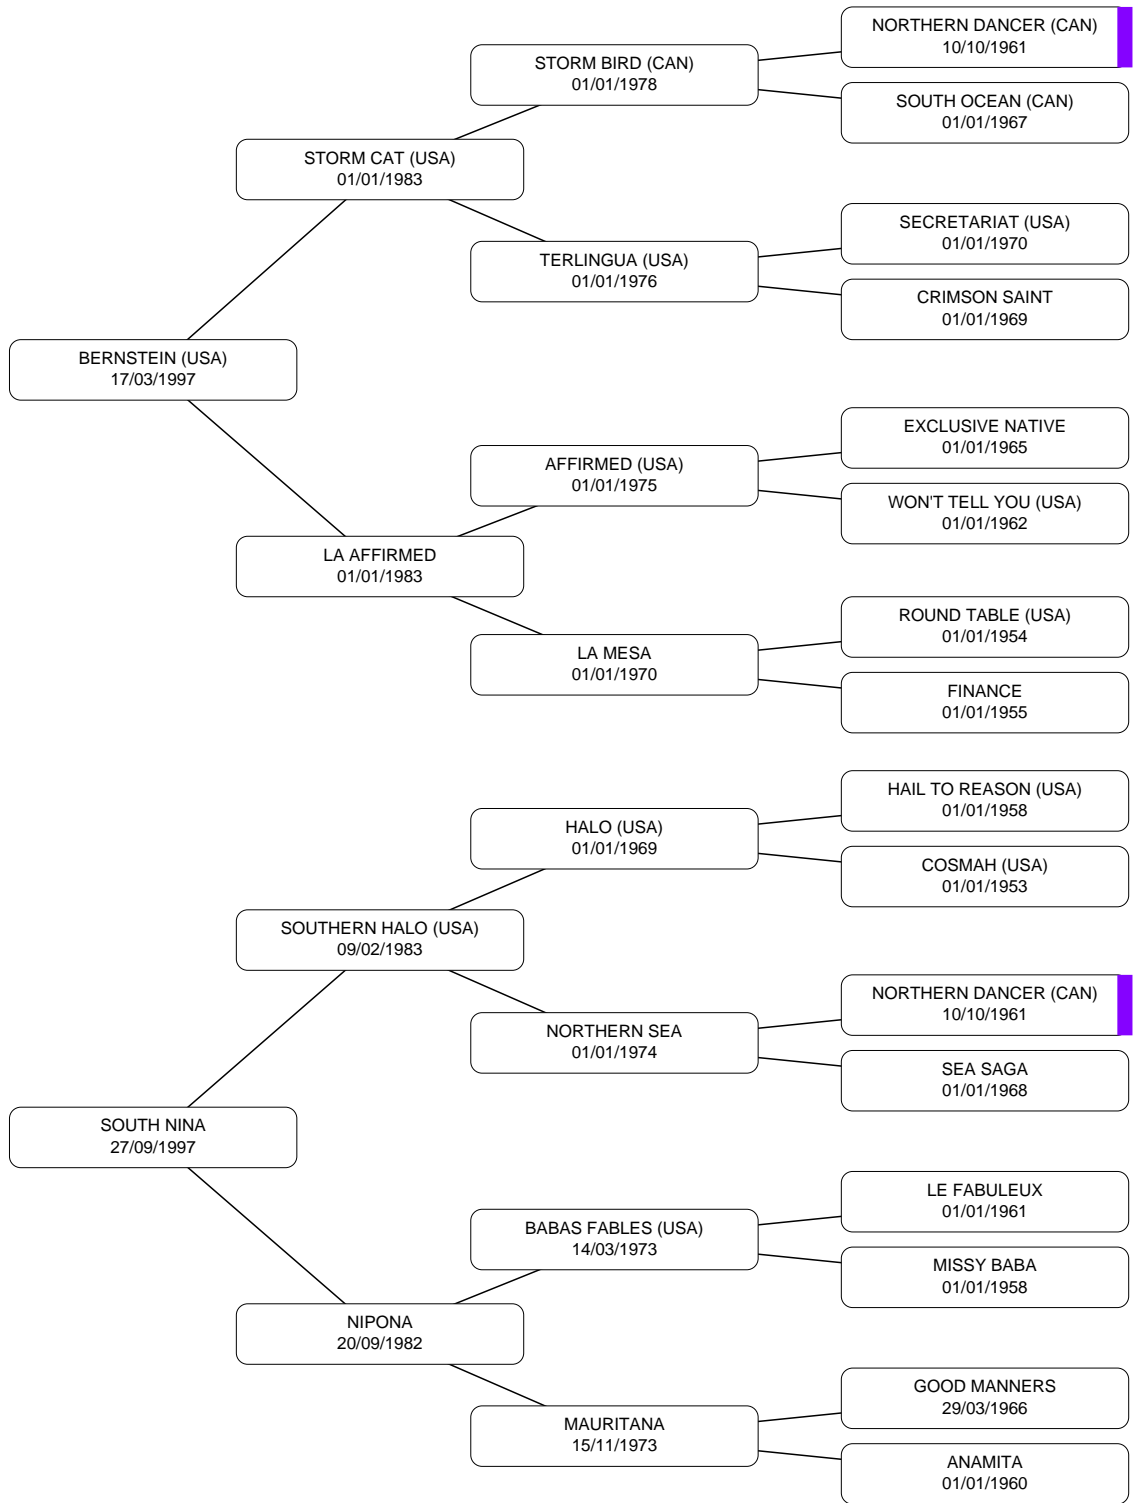 NORTHERN DANCER (CAN)
10/10/1961
STORM BIRD (CAN)
01/01/1978
SOUTH OCEAN (CAN)
01/01/1967
STORM CAT (USA)
01/01/1983
SECRETARIAT (USA)
01/01/1970
TERLINGUA (USA)
01/01/1976
CRIMSON SAINT
01/01/1969
BERNSTEIN (USA)
17/03/1997
EXCLUSIVE NATIVE
01/01/1965
AFFIRMED (USA)
01/01/1975
WON'T TELL YOU (USA)
01/01/1962
LA AFFIRMED
01/01/1983
ROUND TABLE (USA)
01/01/1954
LA MESA
01/01/1970
FINANCE
01/01/1955
HAIL TO REASON (USA)
01/01/1958
HALO (USA)
01/01/1969
COSMAH (USA)
01/01/1953
SOUTHERN HALO (USA)
09/02/1983
NORTHERN DANCER (CAN)
10/10/1961
NORTHERN SEA
01/01/1974
SEA SAGA
01/01/1968
SOUTH NINA
27/09/1997
LE FABULEUX
01/01/1961
BABAS FABLES (USA)
14/03/1973
MISSY BABA
01/01/1958
NIPONA
20/09/1982
GOOD MANNERS
29/03/1966
MAURITANA
15/11/1973
ANAMITA
01/01/1960